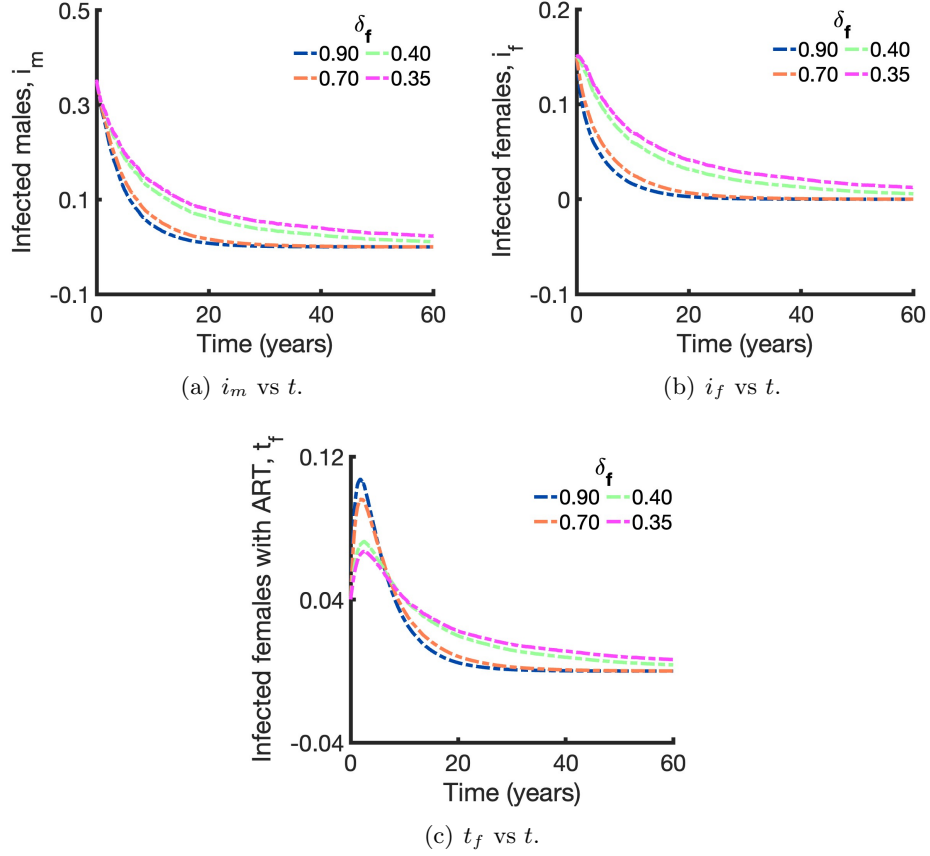 0.5
0.3
0.1
-0.1
Infected males, i_m
δ_f
0.90 0.40
0.70 0.35
0 20 40 60
Time (years)
(a) i_m vs t.
0.2
0.1
0
-0.1
Infected females, i_f
δ_f
0.90 0.40
0.70 0.35
0 20 40 60
Time (years)
(b) i_f vs t.
0.12
0.04
-0.04
Infected females with ART, t_f
δ_f
0.90 0.40
0.70 0.35
0 20 40 60
Time (years)
(c) t_f vs t.